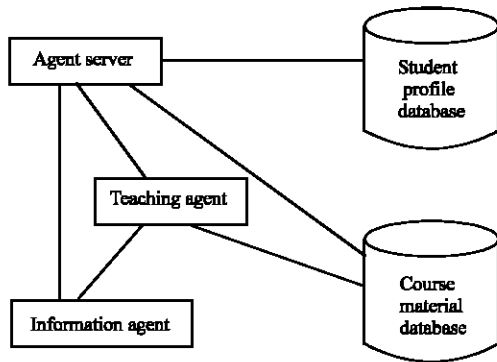 Agent server
Student
profile
database
Teaching agent
Information agent
Course
material
database